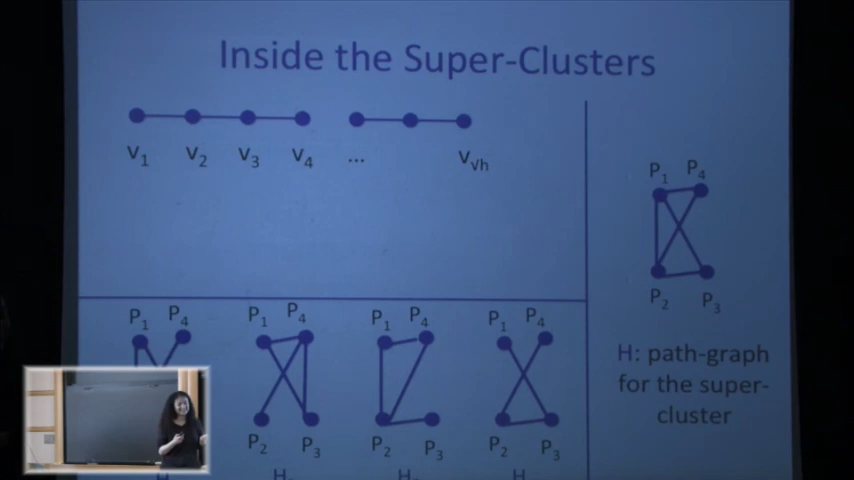 Inside the Super-Clusters
v1 v2 v3 v4 ... v√h
P1 P4
P2 P3
H: path-graph
for the super-
cluster
P1 P4 P1 P4 P1 P4 P1 P4
P2 P3 P2 P3 P2 P3